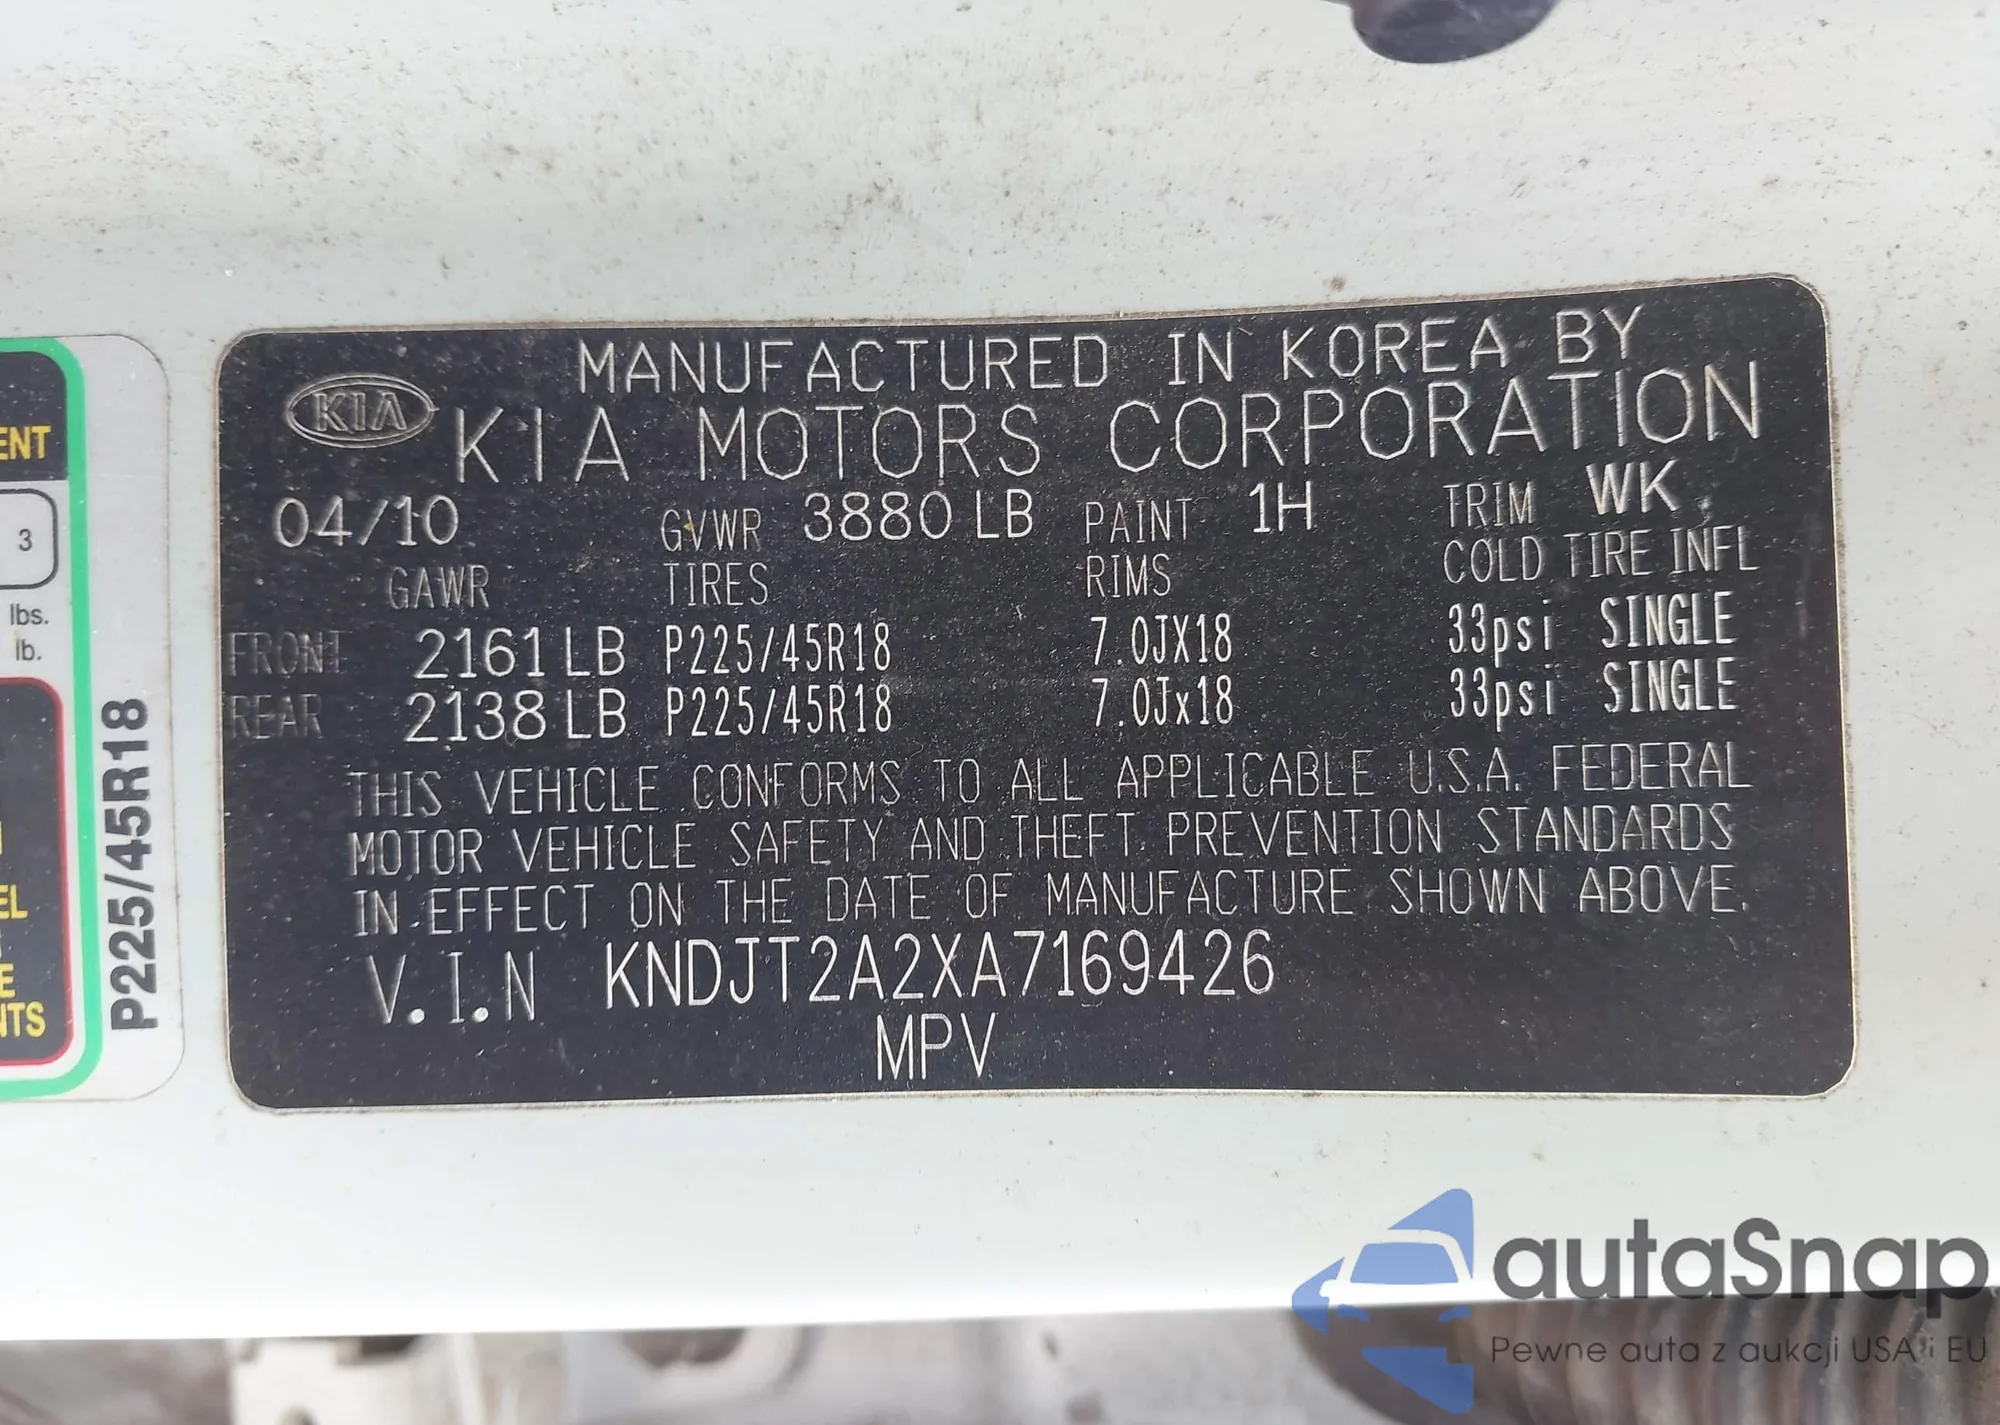 MANUFACTURED IN KOREA BY
KIA KIA MOTORS CORPORATION
04/10 GVWR 3880 LB PAINT 1H TRIM WK
GAWR TIRES RIMS COLD TIRE INFL
FRONT 2161 LB P225/45R18 7.0JX18 33psi SINGLE
REAR 2138 LB P225/45R18 7.0Jx18 33psi SINGLE
THIS VEHICLE CONFORMS TO ALL APPLICABLE U.S.A. FEDERAL
MOTOR VEHICLE SAFETY AND THEFT PREVENTION STANDARDS
IN EFFECT ON THE DATE OF MANUFACTURE SHOWN ABOVE.
V.I.N KNDJT2A2XA7169426
MPV
3
lbs.
lb.
P225/45R18
autaSnap
Pewne auta z aukcji USA i EU